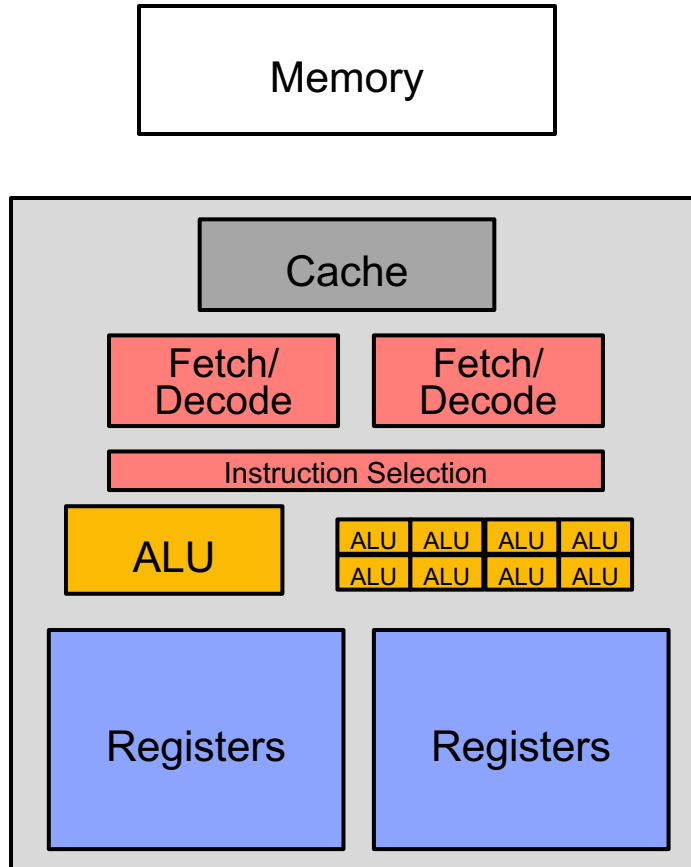 Memory
Cache
Fetch/ Fetch/
Decode Decode
Instruction Selection
ALU ALU ALU ALU ALU
ALU ALU ALU ALU
Registers Registers